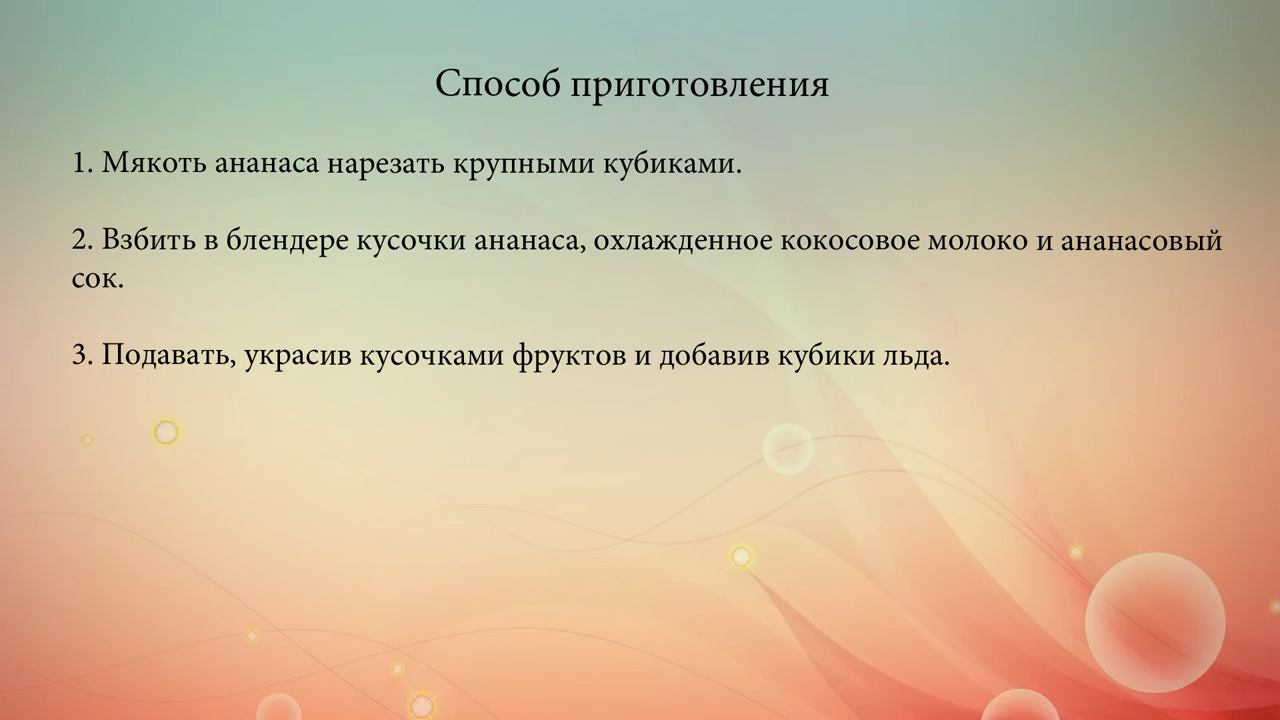 Способ приготовления
1. Мякоть ананаса нарезать крупными кубиками.
2. Взбить в блендере кусочки ананаса, охлажденное кокосовое молоко и ананасовый
сок.
3. Подавать, украсив кусочками фруктов и добавив кубики льда.